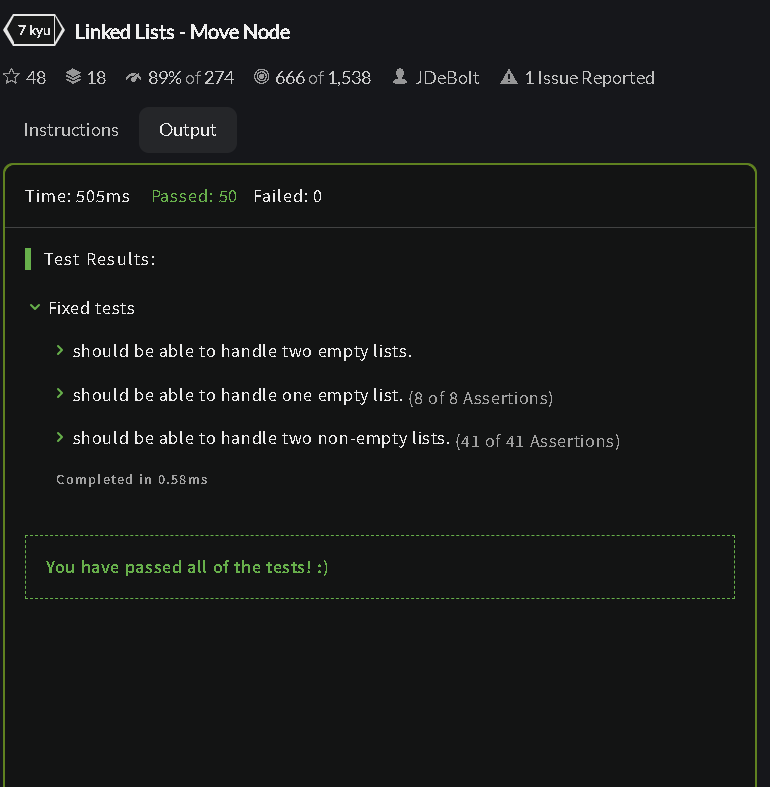 7 kyu Linked Lists - Move Node
48 18 89% of 274 666 of 1,538 JDeBolt 1 Issue Reported
Instructions Output
Time: 505ms Passed: 50 Failed: 0
Test Results:
Fixed tests
should be able to handle two empty lists.
should be able to handle one empty list. (8 of 8 Assertions)
should be able to handle two non-empty lists. (41 of 41 Assertions)
Completed in 0.58ms
You have passed all of the tests! :)